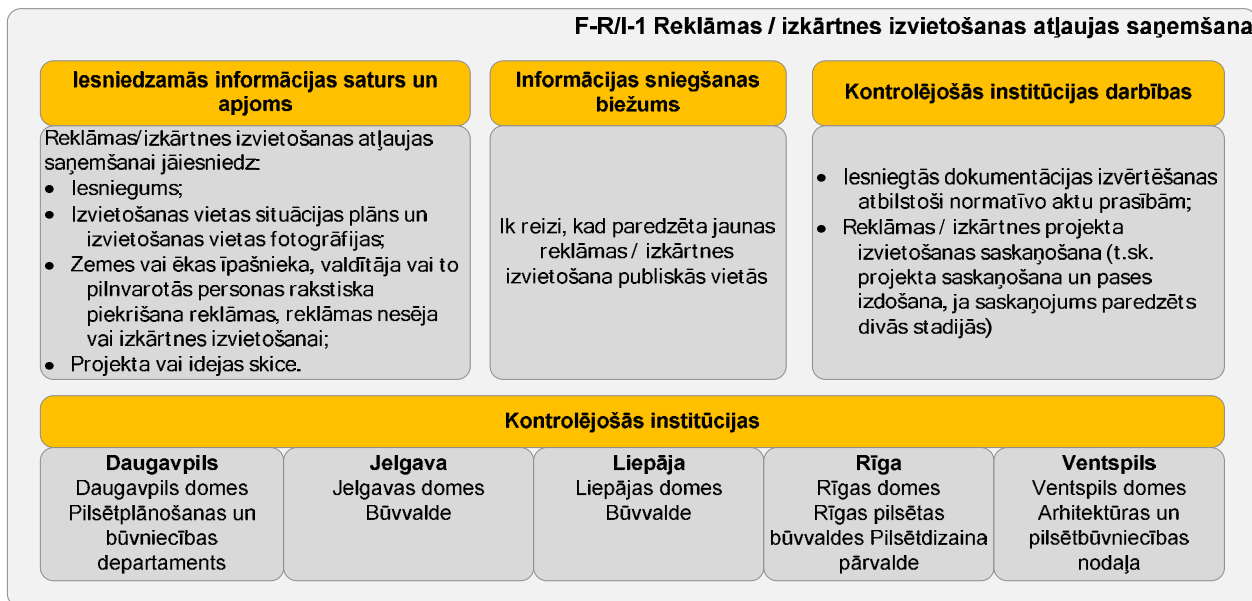 F-R/I-1 Reklāmas / izkārtnes izvietošanas atļaujas saņemšana
Iesniedzamās informācijas saturs un
apjoms
Reklāmas/izkārtnes izvietošanas atļaujas
saņemšanai jāiesniedz:
• Iesniegums;
• Izvietošanas vietas situācijas plāns un
izvietošanas vietas fotogrāfijas;
• Zemes vai ēkas īpašnieka, valdītāja vai to
pilnvarotās personas rakstiska
piekrišana reklāmas, reklāmas nesēja
vai izkārtnes izvietošanai;
• Projekta vai idejas skice.
Informācijas sniegšanas
biežums
Ik reizi, kad paredzēta jaunas
reklāmas / izkārtnes
izvietošana publiskās vietās
Kontrolējošās institūcijas darbības
• Iesniegtās dokumentācijas izvērtēšanas
atbilstoši normatīvo aktu prasībām;
• Reklāmas / izkārtnes projekta
izvietošanas saskaņošana (t.sk.
projekta saskaņošana un pases
izdošana, ja saskaņojums paredzēts
divās stadijās)
Kontrolējošās institūcijas
Daugavpils
Daugavpils domes
Pilsētplānošanas un
būvniecības
departaments
Jelgava
Jelgavas domes
Būvvalde
Liepāja
Liepājas domes
Būvvalde
Rīga
Rīgas domes
Rīgas pilsētas
būvvaldes Pilsētdizaina
pārvalde
Ventspils
Ventspils domes
Arhitektūras un
pilsētbūvniecības
nodaļa